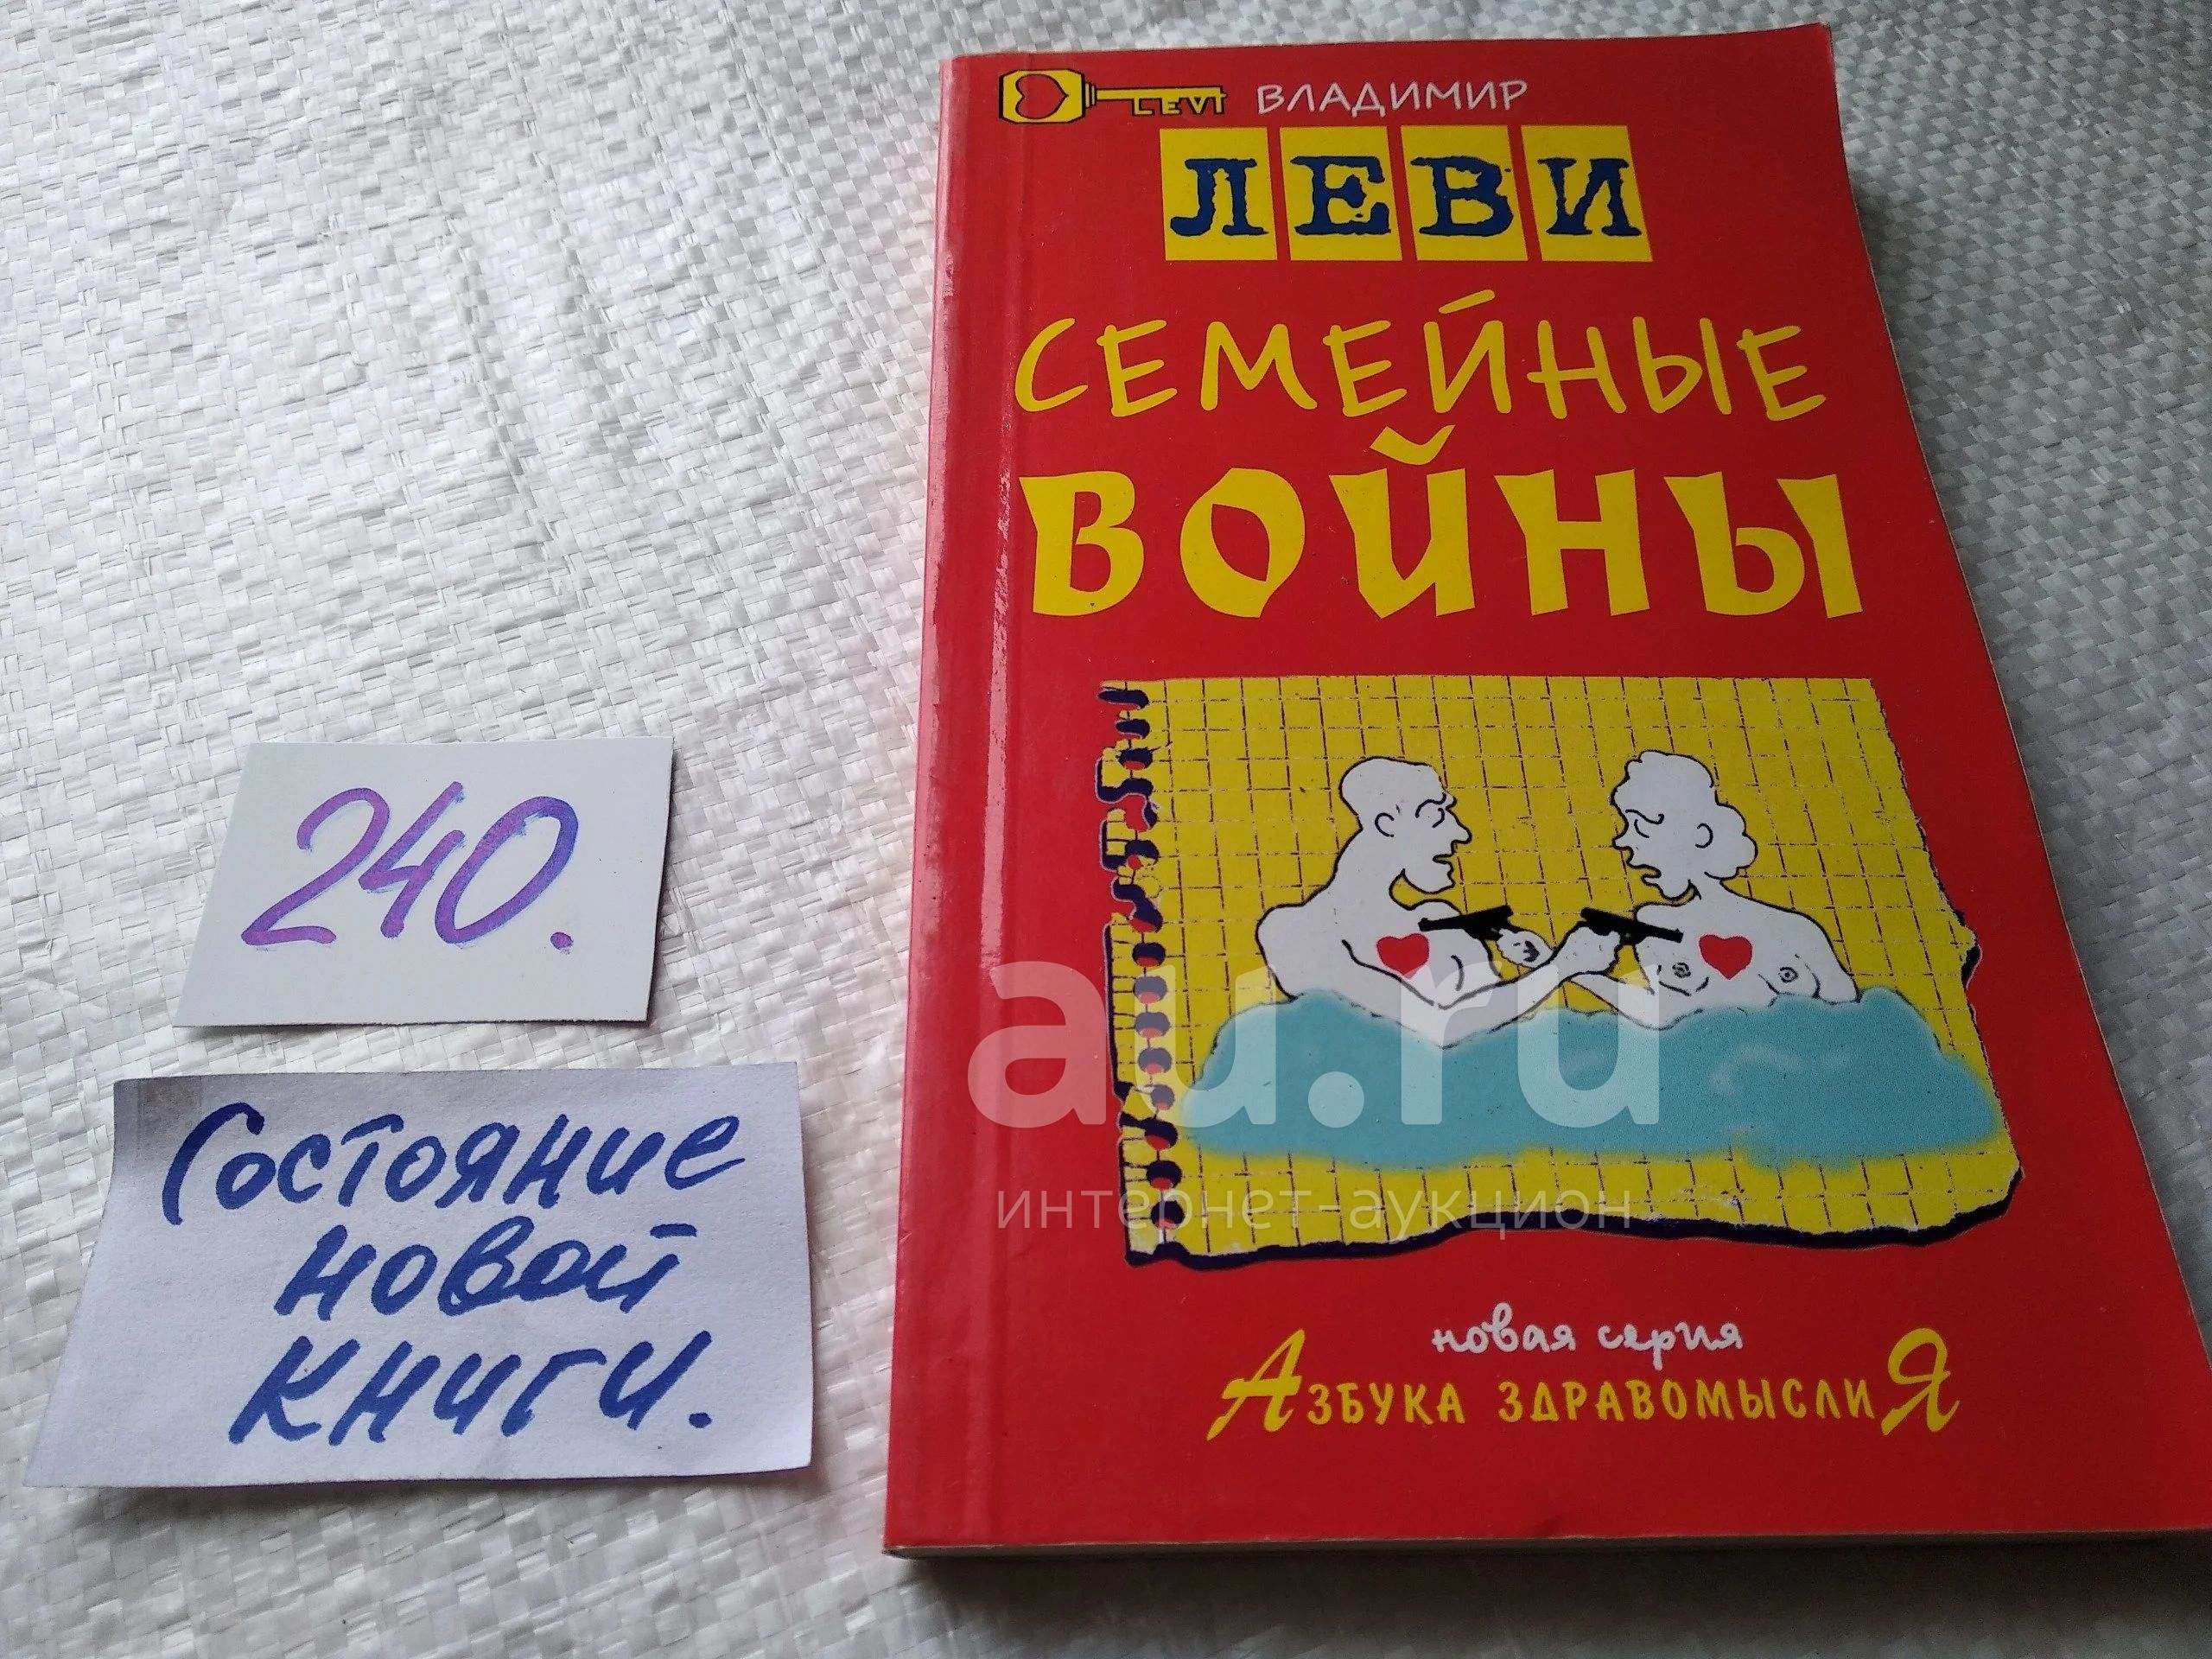 LEVI ВЛАДИМИР
ЛЕВИ
СЕМЕЙНЫЕ
ВОЙНЫ
240.
Состояние
новой
книги.
au.ru
интернет-аукцион
новая серия
АЗБУКА ЗДРАВОМЫСЛИЯ